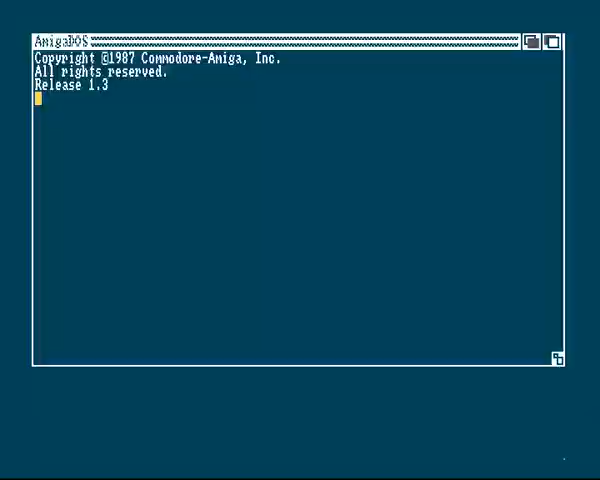 AmigaDOS
Copyright ©1987 Commodore-Amiga, Inc.
All rights reserved.
Release 1.3